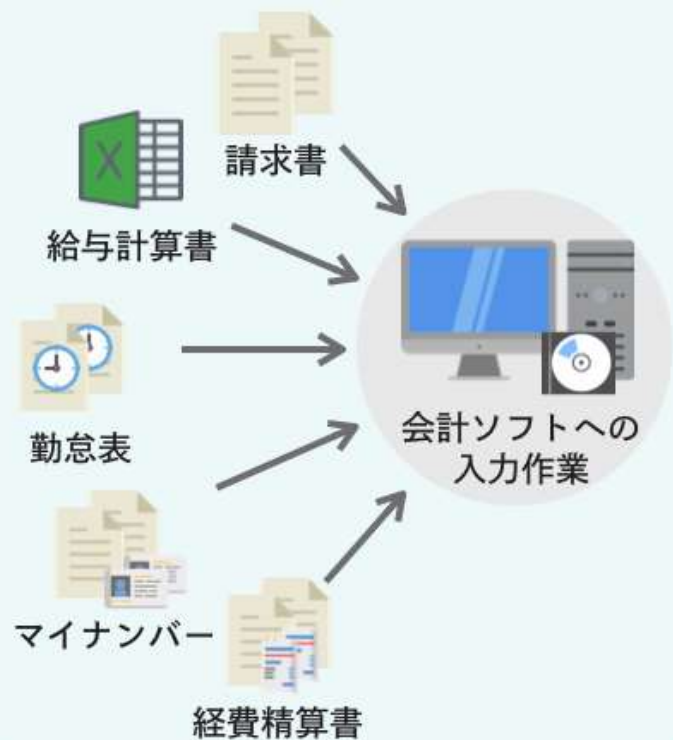 請求書
給与計算書
勤怠表
マイナンバー
経費精算書
会計ソフトへの
入力作業